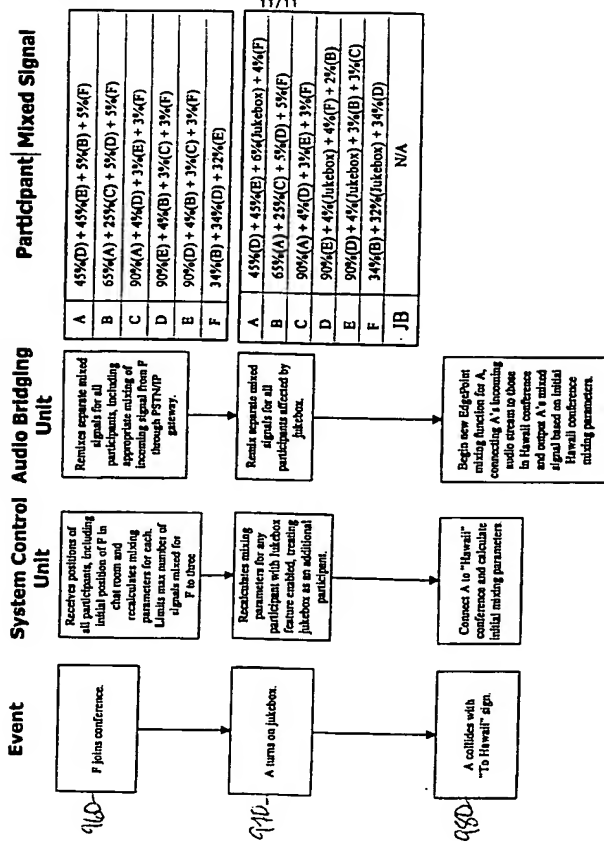 11/11
Event
System Control
Unit
Audio Bridging
Unit
Participant | Mixed Signal
960
F joins conference.
Receives positions of
all participants, including
initial position of F in
chat room and
recalculates mixing
parameters for each.
Limits max number of
signals mixed for
F to three
Remixes separate mixed
signals for all
participants, including
appropriate mixing of
incoming signal from F
through PSTN/IP
gateway.
A 45%(D) + 45%(E) + 5%(B) + 5%(F)
B 65%(A) + 25%(C) + 5%(D) + 5%(F)
C 90%(A) + 4%(D) + 3%(E) + 3%(F)
D 90%(E) + 4%(B) + 3%(C) + 3%(F)
E 90%(D) + 4%(B) + 3%(C) + 3%(F)
F 34%(B) + 34%(D) + 32%(E)
970
A turns on jukebox.
Recalculates mixing
parameters for any
participant with Jukebox
feature enabled, treating
jukebox as an additional
participant.
Remix separate mixed
signals for all
participants affected by
jukebox.
A 45%(D) + 45%(E) + 6%(Jukebox) + 4%(F)
B 65%(A) + 25%(C) + 5%(D) + 5%(F)
C 90%(A) + 4%(D) + 3%(E) + 3%(F)
D 90%(E) + 4%(Jukebox) + 4%(F) + 2%(B)
E 90%(D) + 4%(Jukebox) + 3%(B) + 3%(C)
F 34%(B) + 32%(Jukebox) + 34%(D)
JB N/A
980
A collides with
"To Hawaii" sign.
Connect A to "Hawaii"
conference and calculate
initial mixing parameters.
Begin new EdgePoint
mixing function for A,
connecting A's incoming
audio stream to those
in Hawaii conference
and output A's mixed
signal based on initial
Hawaii conference
mixing parameters.